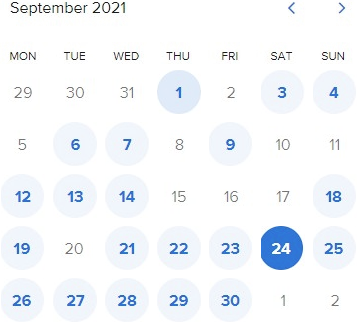 September 2021
MON TUE WED THU FRI SAT SUN
29 30 31 1 2 3 4
5 6 7 8 9 10 11
12 13 14 15 16 17 18
19 20 21 22 23 24 25
26 27 28 29 30 1 2